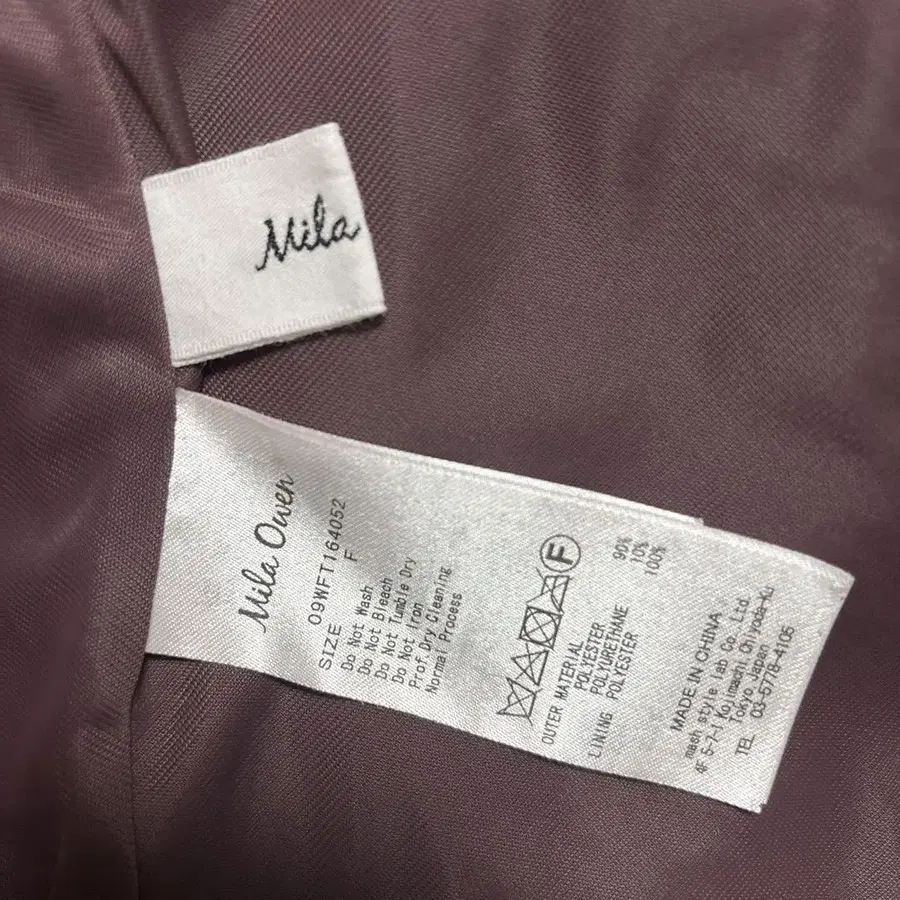 Mila
Mila Owen
09WFT164052
SIZE F
Do Not Wash
Do Not Bleach
Do Not Tumble Dry
Do Not Iron
Prof. Dry Cleaning
Normal Process
F
OUTER MATERIAL
POLYESTER 90%
POLYURETHANE 10%
LINING POLYESTER 100%
MADE IN CHINA
mash style lab Co. Ltd.
4F 5-7-1 Kojimachi Chiyoda-Ku
Tokyo Japan
TEL 03-5778-4105